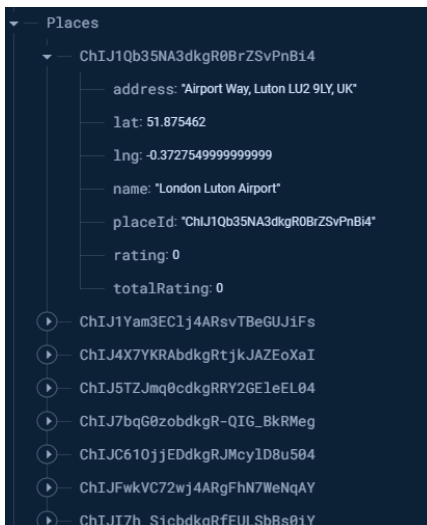 Places
ChIJ1Qb35NA3dkgR0BrZSvPnBi4
address: "Airport Way, Luton LU2 9LY, UK"
lat: 51.875462
lng: -0.3727549999999999
name: "London Luton Airport"
placeId: "ChIJ1Qb35NA3dkgR0BrZSvPnBi4"
rating: 0
totalRating: 0
ChIJ1Yam3EClj4ARsvTBeGUJiFs
ChIJ4X7YKRAbdkgRtjkJAZEoXaI
ChIJ5TZJmq0cdkgRRY2GEleEL04
ChIJ7bqG0zobdkgR-QIG_BkRMeg
ChIJC61OjjEDdkgRJMcylD8u504
ChIJFwkVC72wj4ARgFhN7WeNqAY
ChIJI7h_SicbdkgRfEULSbBs0iY